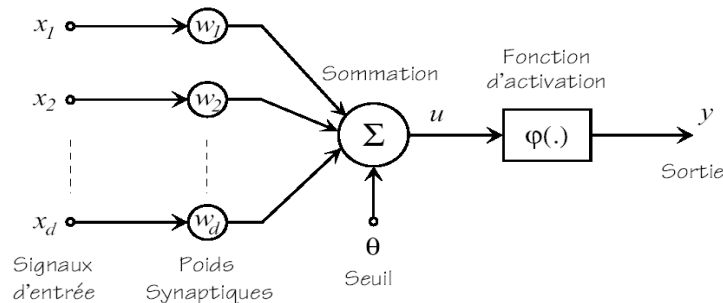 x1
w1
Sommation
Fonction
d'activation
x2
w2
Σ
u
φ(.)
y
Sortie
xd
wd
θ
Seuil
Signaux
d'entrée
Poids
Synaptiques